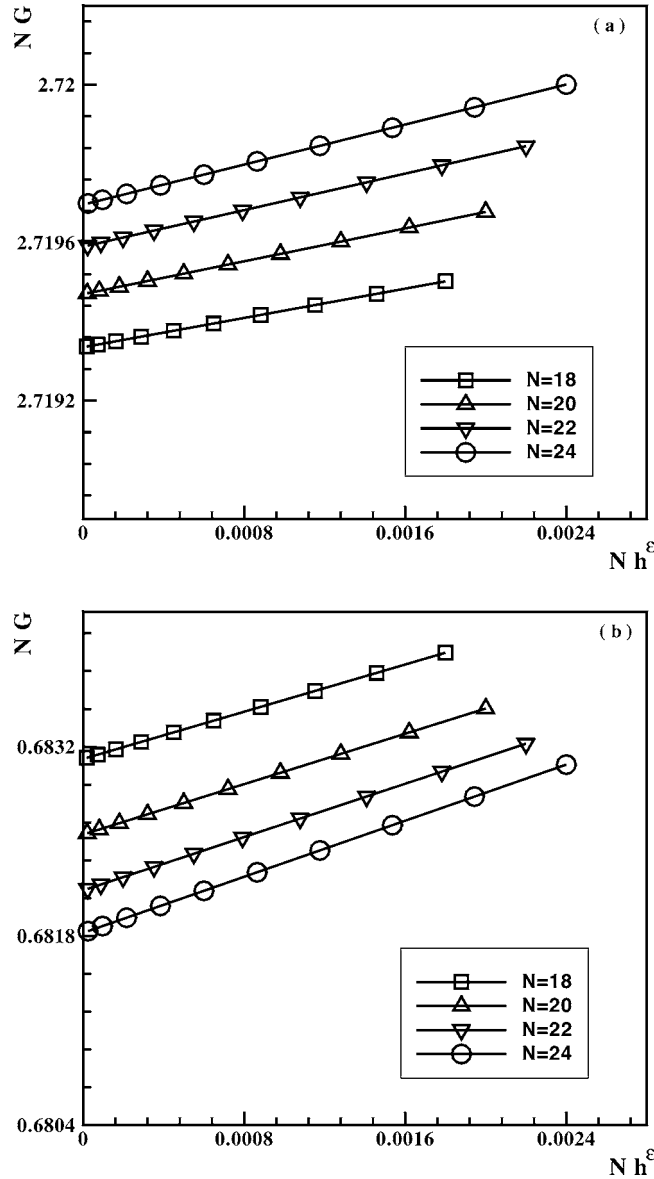 N G
( a )
2.72
2.7196
2.7192
N=18
N=20
N=22
N=24
0 0.0008 0.0016 0.0024
N h^ε
N G
( b )
0.6832
0.6818
N=18
N=20
N=22
N=24
0.6804
0 0.0008 0.0016 0.0024
N h^ε